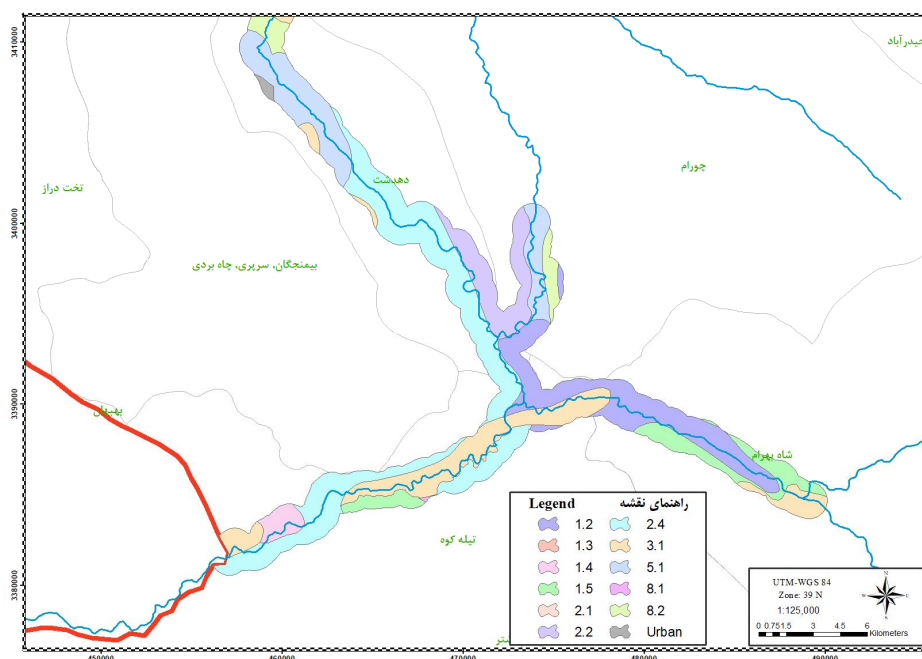 3410000
3400000
3390000
3380000
حیدرآباد
چورام
دهدشت
تخت دراز
بیمنجگان, سرپری, چاه بردی
بهبهان
شاه بهرام
تیله کوه
Legend راهنمای نقشه
1.2 2.4
1.3 3.1
1.4 5.1
1.5 8.1
2.1 8.2
2.2 Urban
UTM-WGS 84
Zone: 39 N
1:125,000
N
W E
S
0 0.75 1.5 3 4.5 6
Kilometers
450000 460000 470000 480000 490000